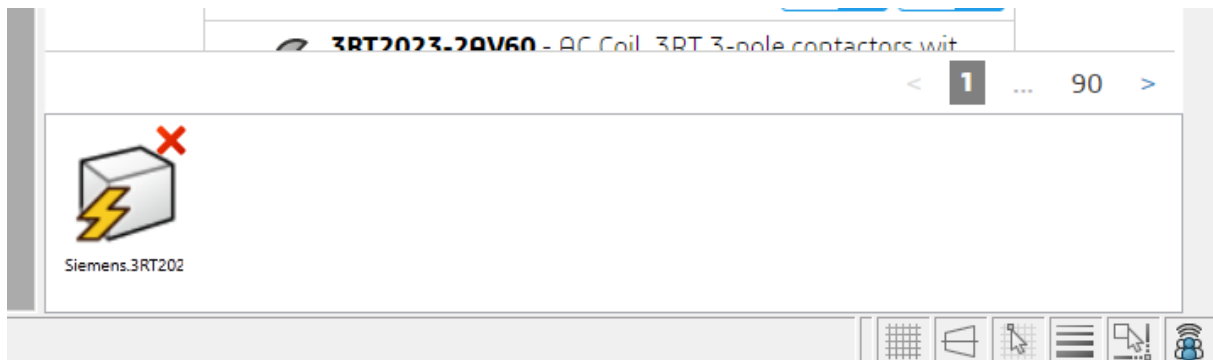 3RT2023-2AV60 - AC Coil, 3RT 3-pole contactors wit
< 1 ... 90 >
Siemens.3RT202